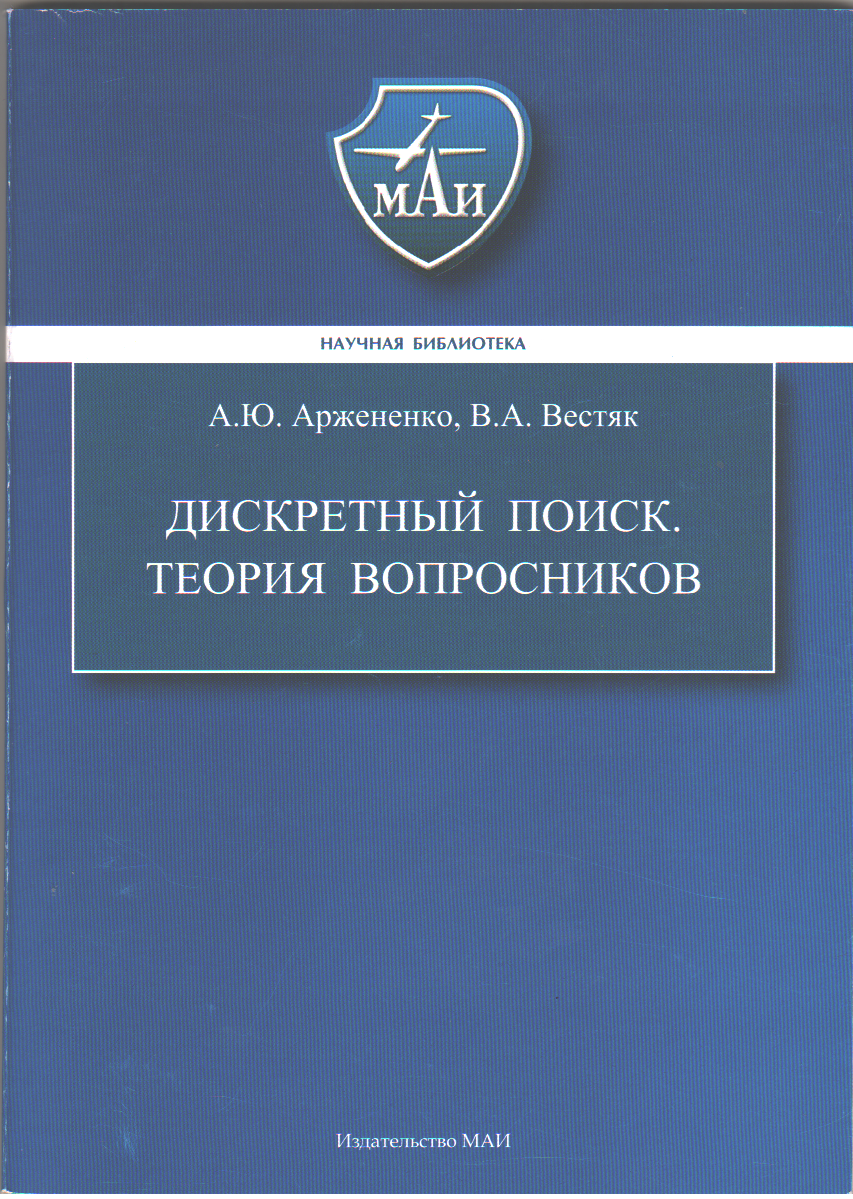 МАИ
НАУЧНАЯ БИБЛИОТЕКА
А.Ю. Аржененко, В.А. Вестяк
ДИСКРЕТНЫЙ ПОИСК.
ТЕОРИЯ ВОПРОСНИКОВ
Издательство МАИ